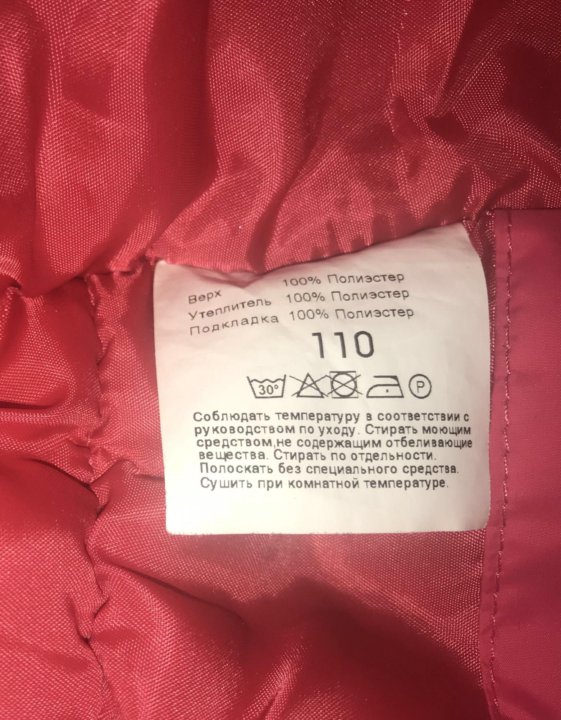 Верх 100% Полиэстер
Утеплитель 100% Полиэстер
Подкладка 100% Полиэстер
110
30° P
Соблюдать температуру в соответствии с
руководством по уходу. Стирать моющим
средством,не содержащим отбеливающие
вещества. Стирать по отдельности.
Полоскать без специального средства.
Сушить при комнатной температуре.